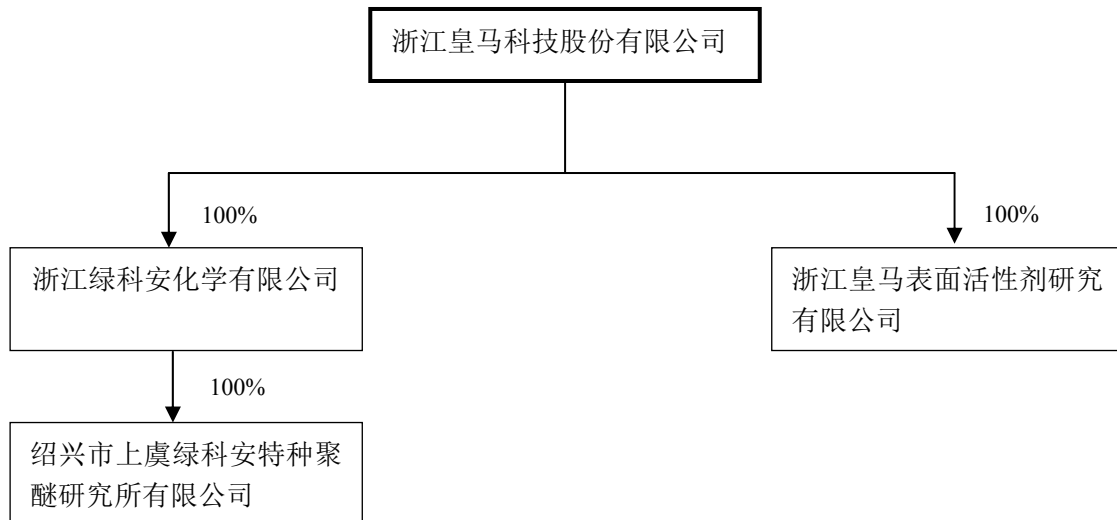 浙江皇马科技股份有限公司
100%
100%
浙江绿科安化学有限公司
浙江皇马表面活性剂研究
有限公司
100%
绍兴市上虞绿科安特种聚
醚研究所有限公司